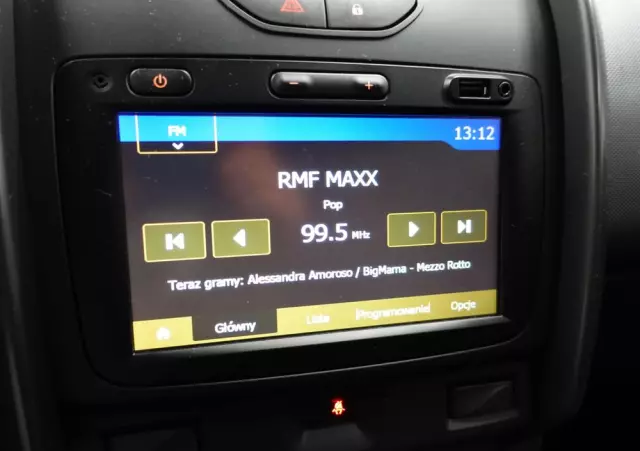 FM
13:12
RMF MAXX
Pop
99.5 MHz
Teraz gramy: Alessandra Amoroso / BigMama - Mezzo Rotto
Główny
Lista
Programowanie
Opcje